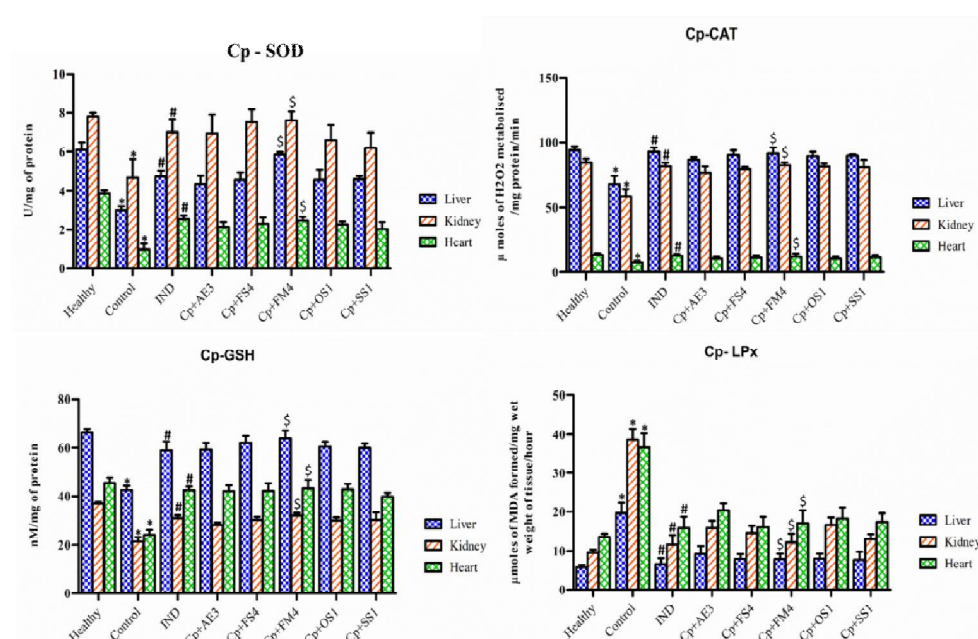 Cp - SOD
U/mg of protein
10
8
6
4
2
0
* * * # # # $ $
Healthy
Control
IND
Cp+AE3
Cp+FS4
Cp+FM4
Cp+OS1
Cp+SS1
Liver
Kidney
Heart
Cp-CAT
μ moles of H2O2 metabolised
/mg protein/min
150
100
50
0
* * * # # # $ $ $
Healthy
Control
IND
Cp+AE3
Cp+FS4
Cp+FM4
Cp+OS1
Cp+SS1
Liver
Kidney
Heart
Cp-GSH
nM/mg of protein
80
60
40
20
0
* * * # # # $ $ $
Healthy
Control
IND
Cp+AE3
Cp+FS4
Cp+FM4
Cp+OS1
Cp+SS1
Liver
Kidney
Heart
Cp- LPx
μmoles of MDA formed/mg wet
weight of tissue/hour
50
40
30
20
10
0
* * * # # # $ $ $
Healthy
Control
IND
Cp+AE3
Cp+FS4
Cp+FM4
Cp+OS1
Cp+SS1
Liver
Kidney
Heart